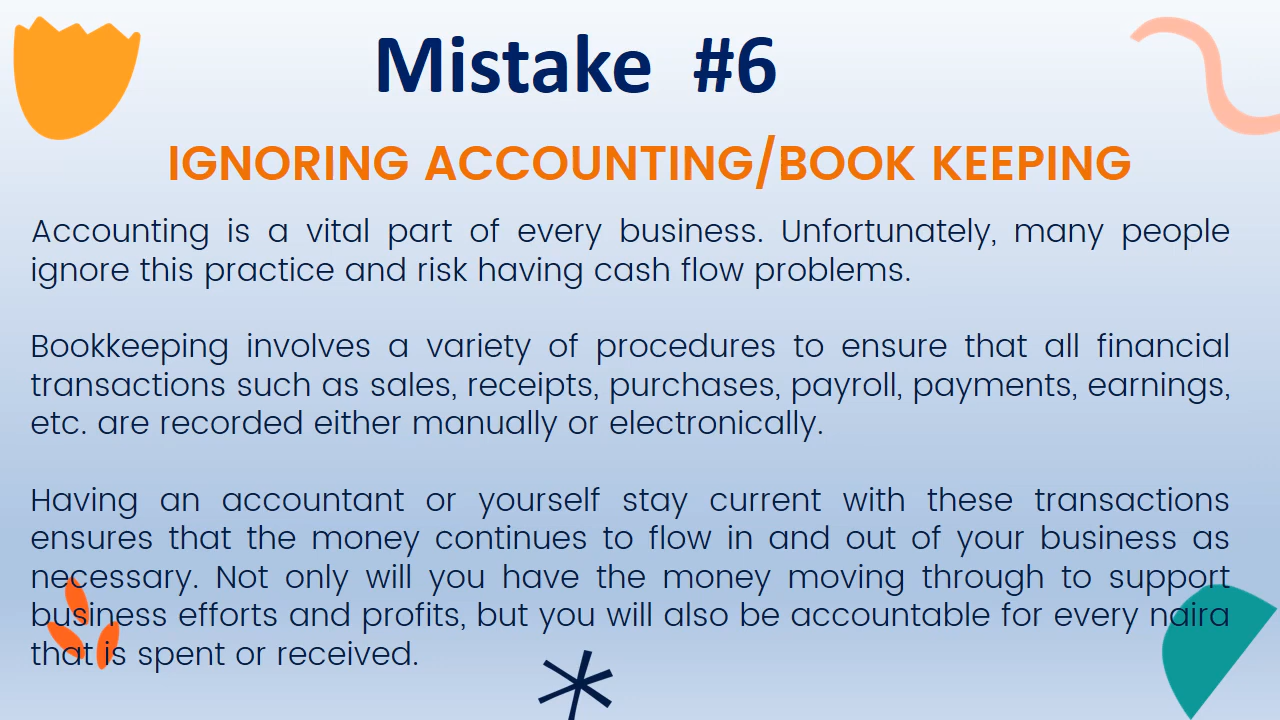 Mistake #6
IGNORING ACCOUNTING/BOOK KEEPING
Accounting is a vital part of every business. Unfortunately, many people
ignore this practice and risk having cash flow problems.
Bookkeeping involves a variety of procedures to ensure that all financial
transactions such as sales, receipts, purchases, payroll, payments, earnings,
etc. are recorded either manually or electronically.
Having an accountant or yourself stay current with these transactions
ensures that the money continues to flow in and out of your business as
necessary. Not only will you have the money moving through to support
business efforts and profits, but you will also be accountable for every naira
that is spent or received.